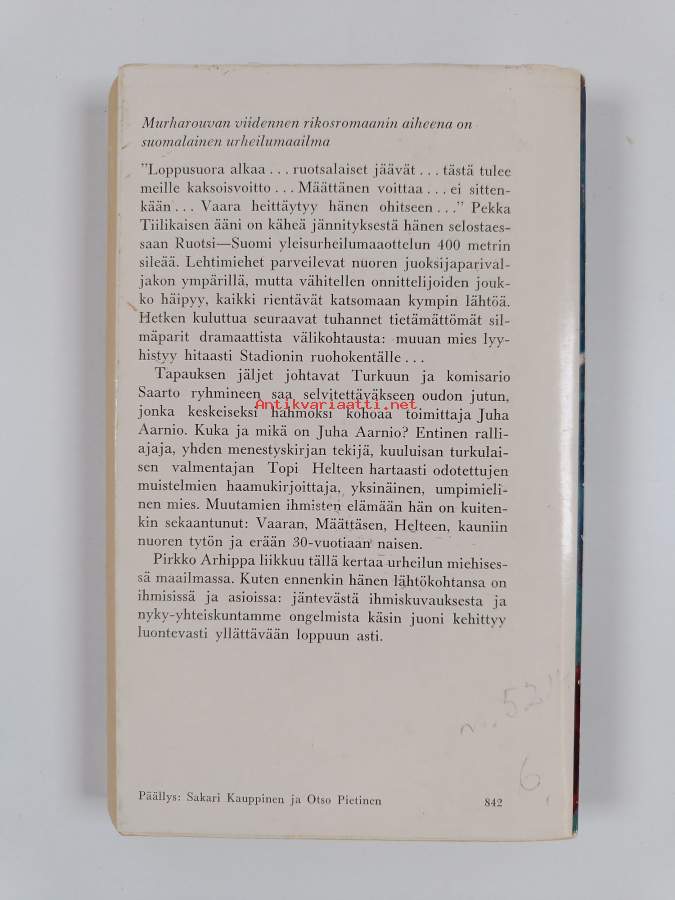 Murharouvan viidennen rikosromaanin aiheena on
suomalainen urheilumaailma
”Loppusuora alkaa . . . ruotsalaiset jäävät . . . tästä tulee
meille kaksoisvoitto . . . Määttänen voittaa . . . ei sitten-
kään . . . Vaara heittäytyy hänen ohitseen . . .” Pekka
Tiilikaisen ääni on käheä jännityksestä hänen selostaes-
saan Ruotsi—Suomi yleisurheilumaaottelun 400 metrin
sileää. Lehtimiehet parveilevat nuoren juoksijaparival-
jakon ympärillä, mutta vähitellen onnittelijoiden jouk-
ko häipyy, kaikki rientävät katsomaan kympin lähtöä.
Hetken kuluttua seuraavat tuhannet tietämättömät sil-
mäparit dramaattista välikohtausta: muuan mies lyy-
histyy hitaasti Stadionin ruohokentälle . . .
Tapauksen jäljet johtavat Turkuun ja komisario
Saarto ryhmineen saa selvitettäväkseen oudon jutun,
Antikvariaatti.net
jonka keskeiseksi hahmoksi kohoaa toimittaja Juha
Aarnio. Kuka ja mikä on Juha Aarnio? Entinen ralli-
ajaja, yhden menestyskirjan tekijä, kuuluisan turkulai-
sen valmentajan Topi Helteen hartaasti odotettujen
muistelmien haamukirjoittaja, yksinäinen, umpimieli-
nen mies. Muutamien ihmisten elämään hän on kuiten-
kin sekaantunut: Vaaran, Määttäsen, Helteen, kauniin
nuoren tytön ja erään 30-vuotiaan naisen.
Pirkko Arhippa liikkuu tällä kertaa urheilun miehises-
sä maailmassa. Kuten ennenkin hänen lähtökohtansa on
ihmisissä ja asioissa: jäntevästä ihmiskuvauksesta ja
nyky-yhteiskuntamme ongelmista käsin juoni kehittyy
luontevasti yllättävään loppuun asti.
6
Päällys: Sakari Kauppinen ja Otso Pietinen 842